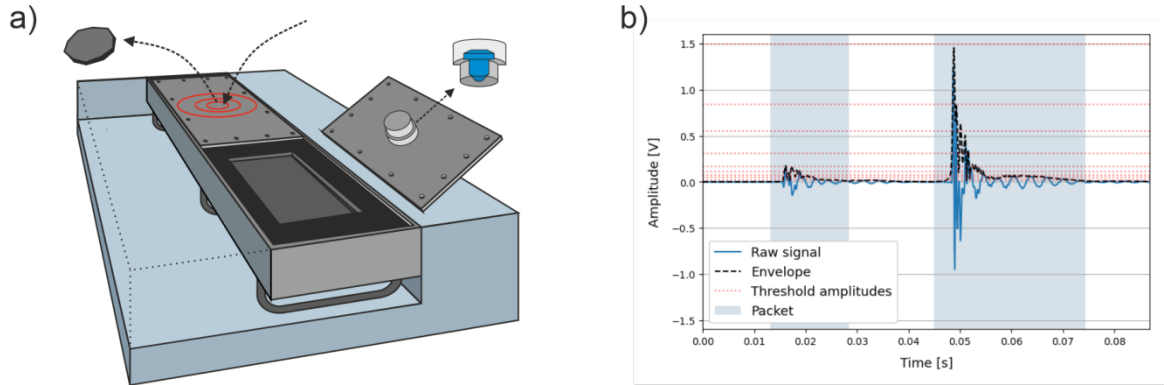 a)
b)
1.5
1.0
0.5
0.0
−0.5
−1.0
−1.5
Amplitude [V]
Raw signal
Envelope
Threshold amplitudes
Packet
0.00 0.01 0.02 0.03 0.04 0.05 0.06 0.07 0.08
Time [s]